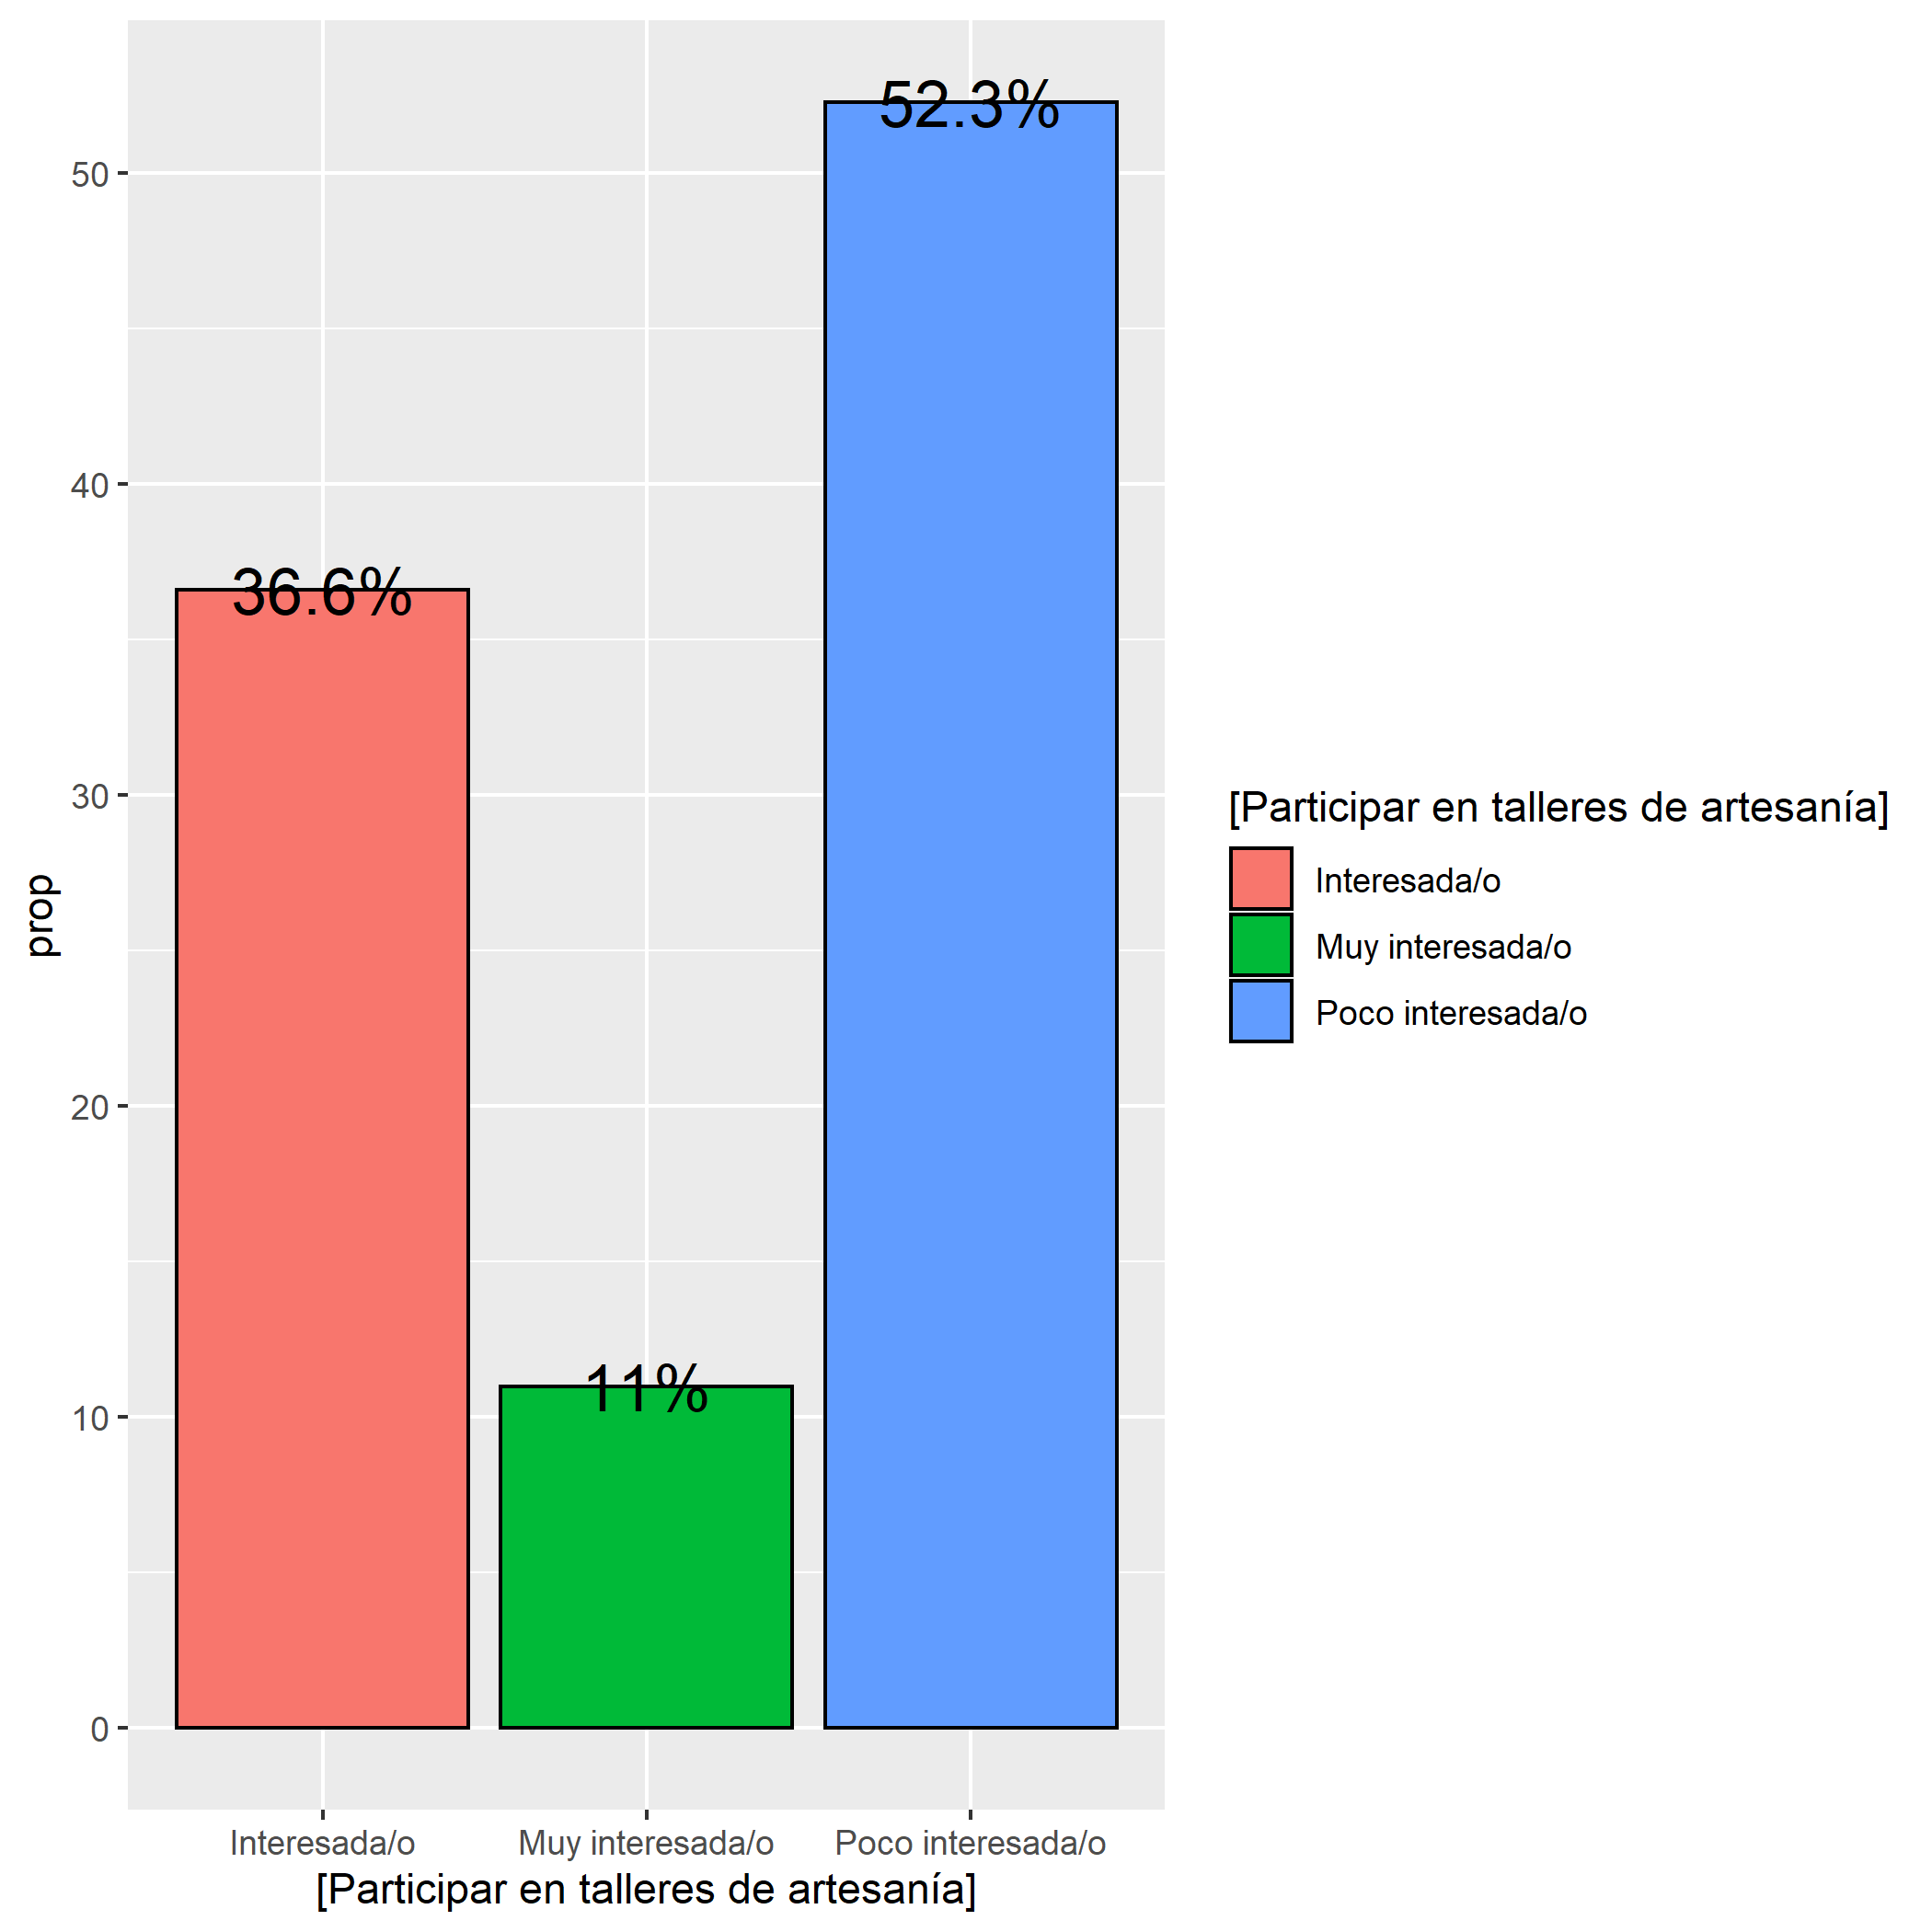 52.3%
50
40
36.6%
30
[Participar en talleres de artesanía]
Interesada/o
prop
Muy interesada/o
Poco interesada/o
20
11%
10
0
Interesada/o Muy interesada/o Poco interesada/o
[Participar en talleres de artesanía]